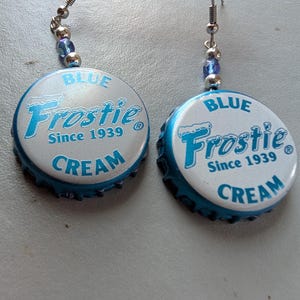 BLUE
Frostie®
Since 1939
CREAM
BLUE
Frostie®
Since 1939
CREAM